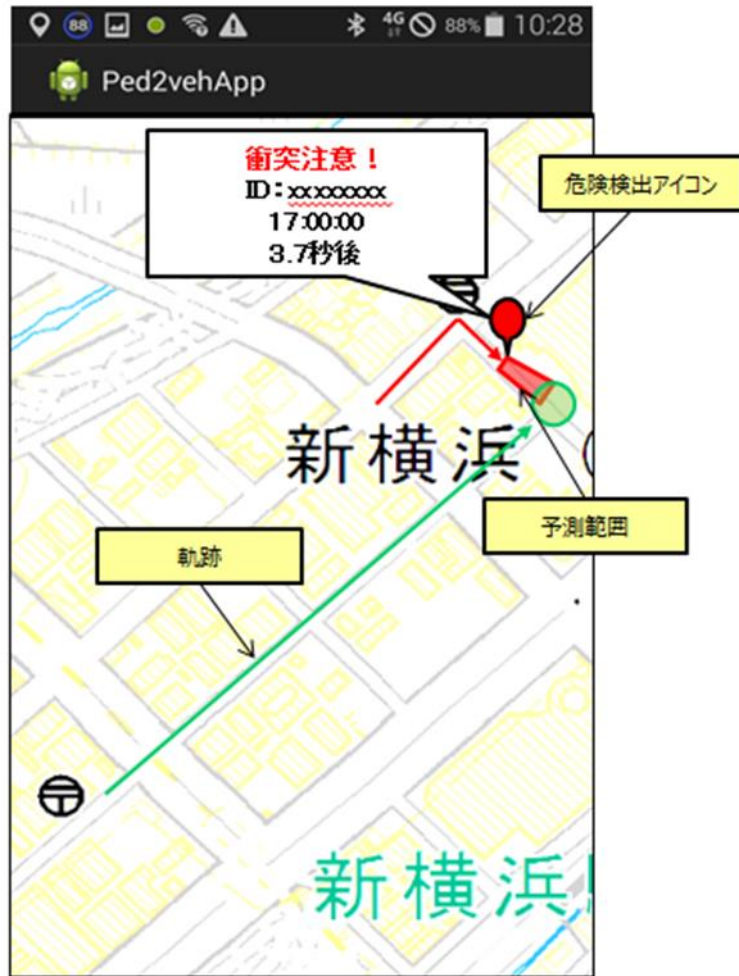 88
4G
88%
10:28
Ped2vehApp
衝突注意！
ID：xxxxxxxx
17:00:00
3.7秒後
危険検出アイコン
新横浜
予測範囲
軌跡
新横浜